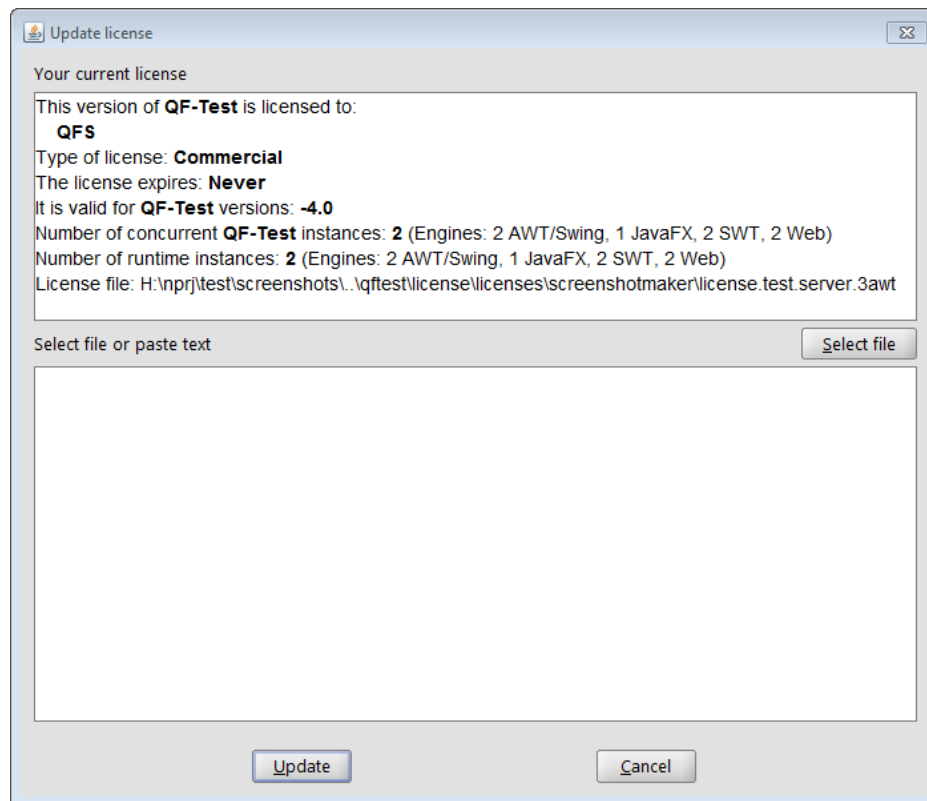 Update license
Your current license
This version of QF-Test is licensed to:
QFS
Type of license: Commercial
The license expires: Never
It is valid for QF-Test versions: -4.0
Number of concurrent QF-Test instances: 2 (Engines: 2 AWT/Swing, 1 JavaFX, 2 SWT, 2 Web)
Number of runtime instances: 2 (Engines: 2 AWT/Swing, 1 JavaFX, 2 SWT, 2 Web)
License file: H:\nprj\test\screenshots\..\qftest\license\licenses\screenshotmaker\license.test.server.3awt
Select file or paste text
Select file
Update
Cancel